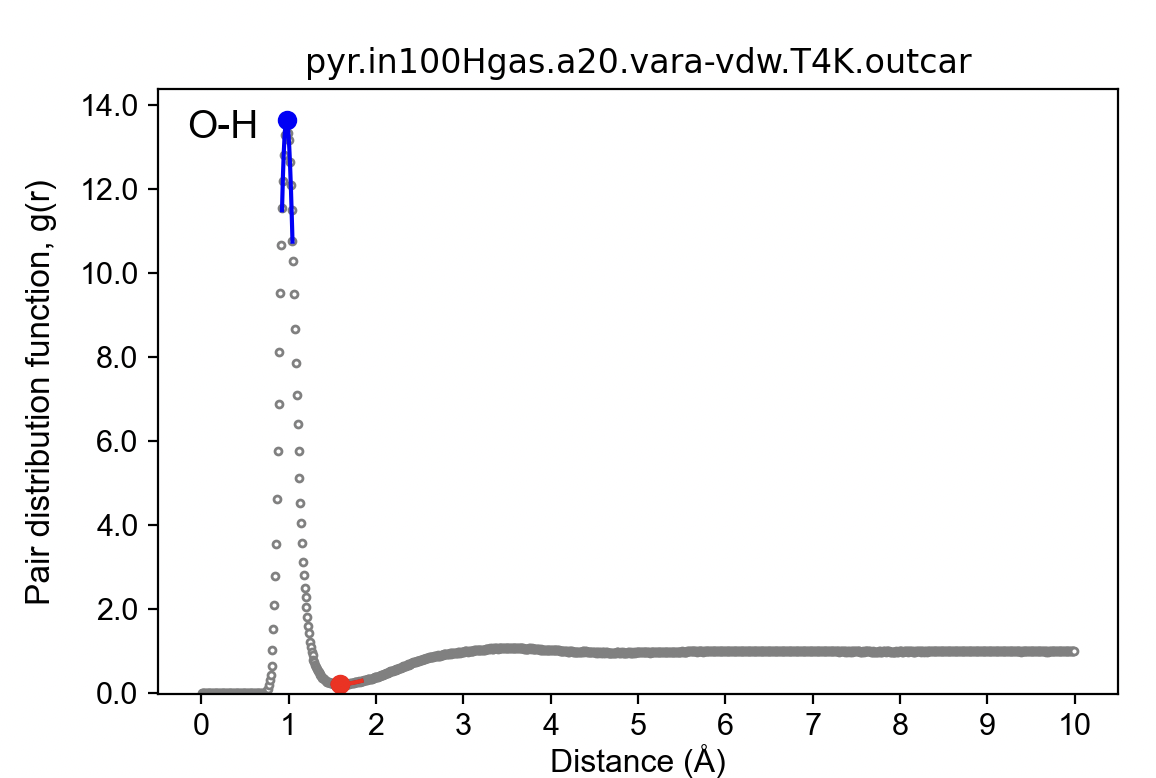 pyr.in100Hgas.a20.vara-vdw.T4K.outcar
O-H
Pair distribution function, g(r)
14.0
12.0
10.0
8.0
6.0
4.0
2.0
0.0
0 1 2 3 4 5 6 7 8 9 10
Distance (Å)